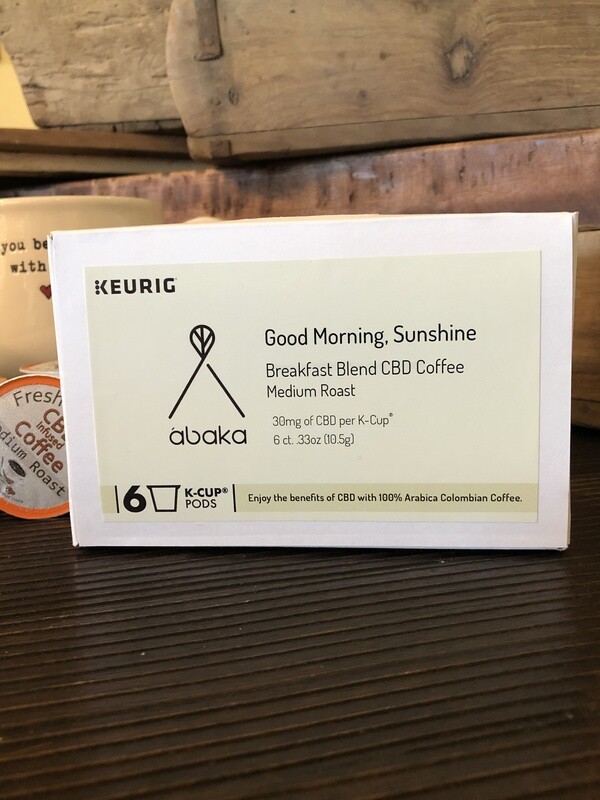 you be
with
KEURIG
Good Morning, Sunshine
Breakfast Blend CBD Coffee
Medium Roast
30mg of CBD per K-Cup®
6 ct. .33oz (10.5g)
ábaka
6 K-CUP® PODS
Enjoy the benefits of CBD with 100% Arabica Colombian Coffee.
Fresh
CBD
Infused
Coffee
Medium Roast